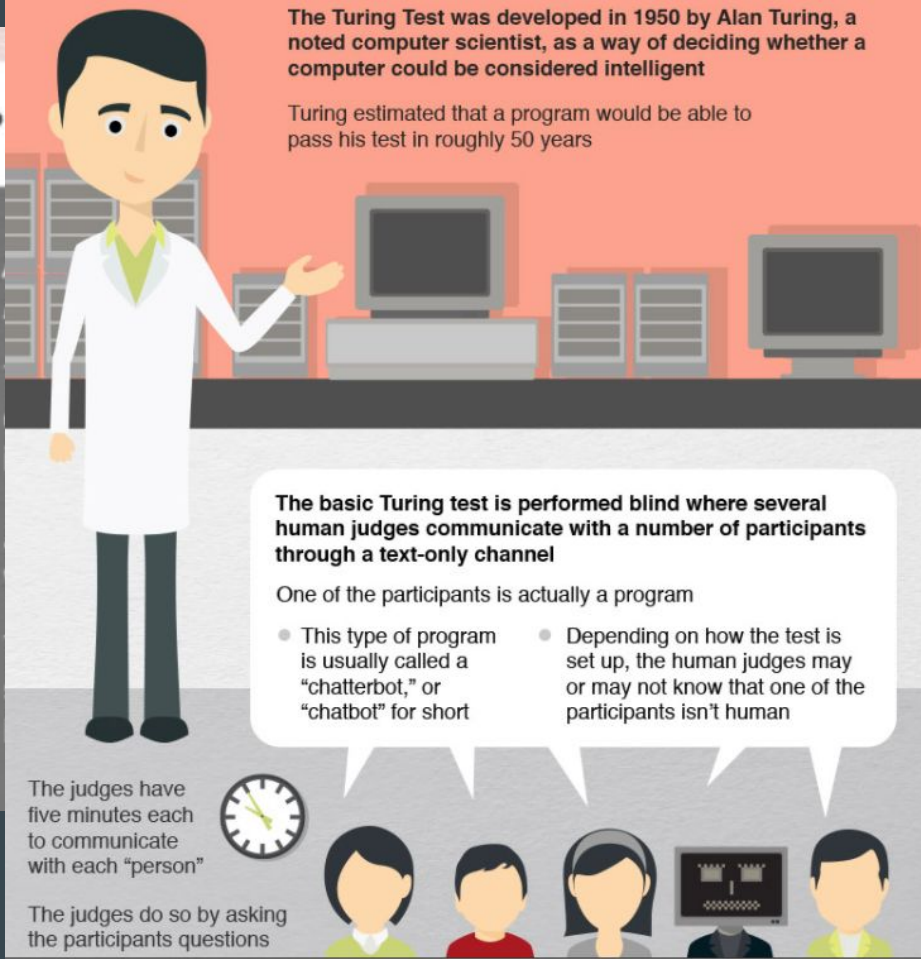 The Turing Test was developed in 1950 by Alan Turing, a
noted computer scientist, as a way of deciding whether a
computer could be considered intelligent
Turing estimated that a program would be able to
pass his test in roughly 50 years
The basic Turing test is performed blind where several
human judges communicate with a number of participants
through a text-only channel
One of the participants is actually a program
This type of program
is usually called a
“chatterbot,” or
“chatbot” for short
Depending on how the test is
set up, the human judges may
or may not know that one of the
participants isn’t human
The judges have
five minutes each
to communicate
with each “person”
The judges do so by asking
the participants questions